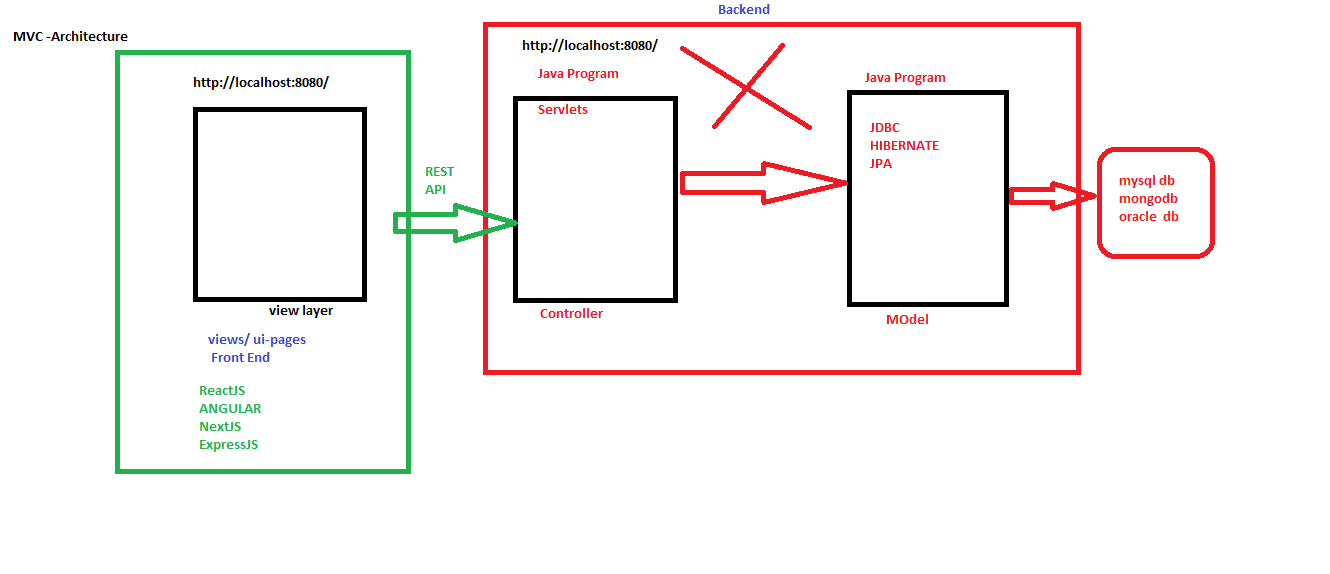 Backend
MVC -Architecture
http://localhost:8080/
view layer
views/ ui-pages
Front End
ReactJS
ANGULAR
NextJS
ExpressJS
REST
API
http://localhost:8080/
Java Program
Servlets
Controller
Java Program
JDBC
HIBERNATE
JPA
MOdel
mysql db
mongodb
oracle  db